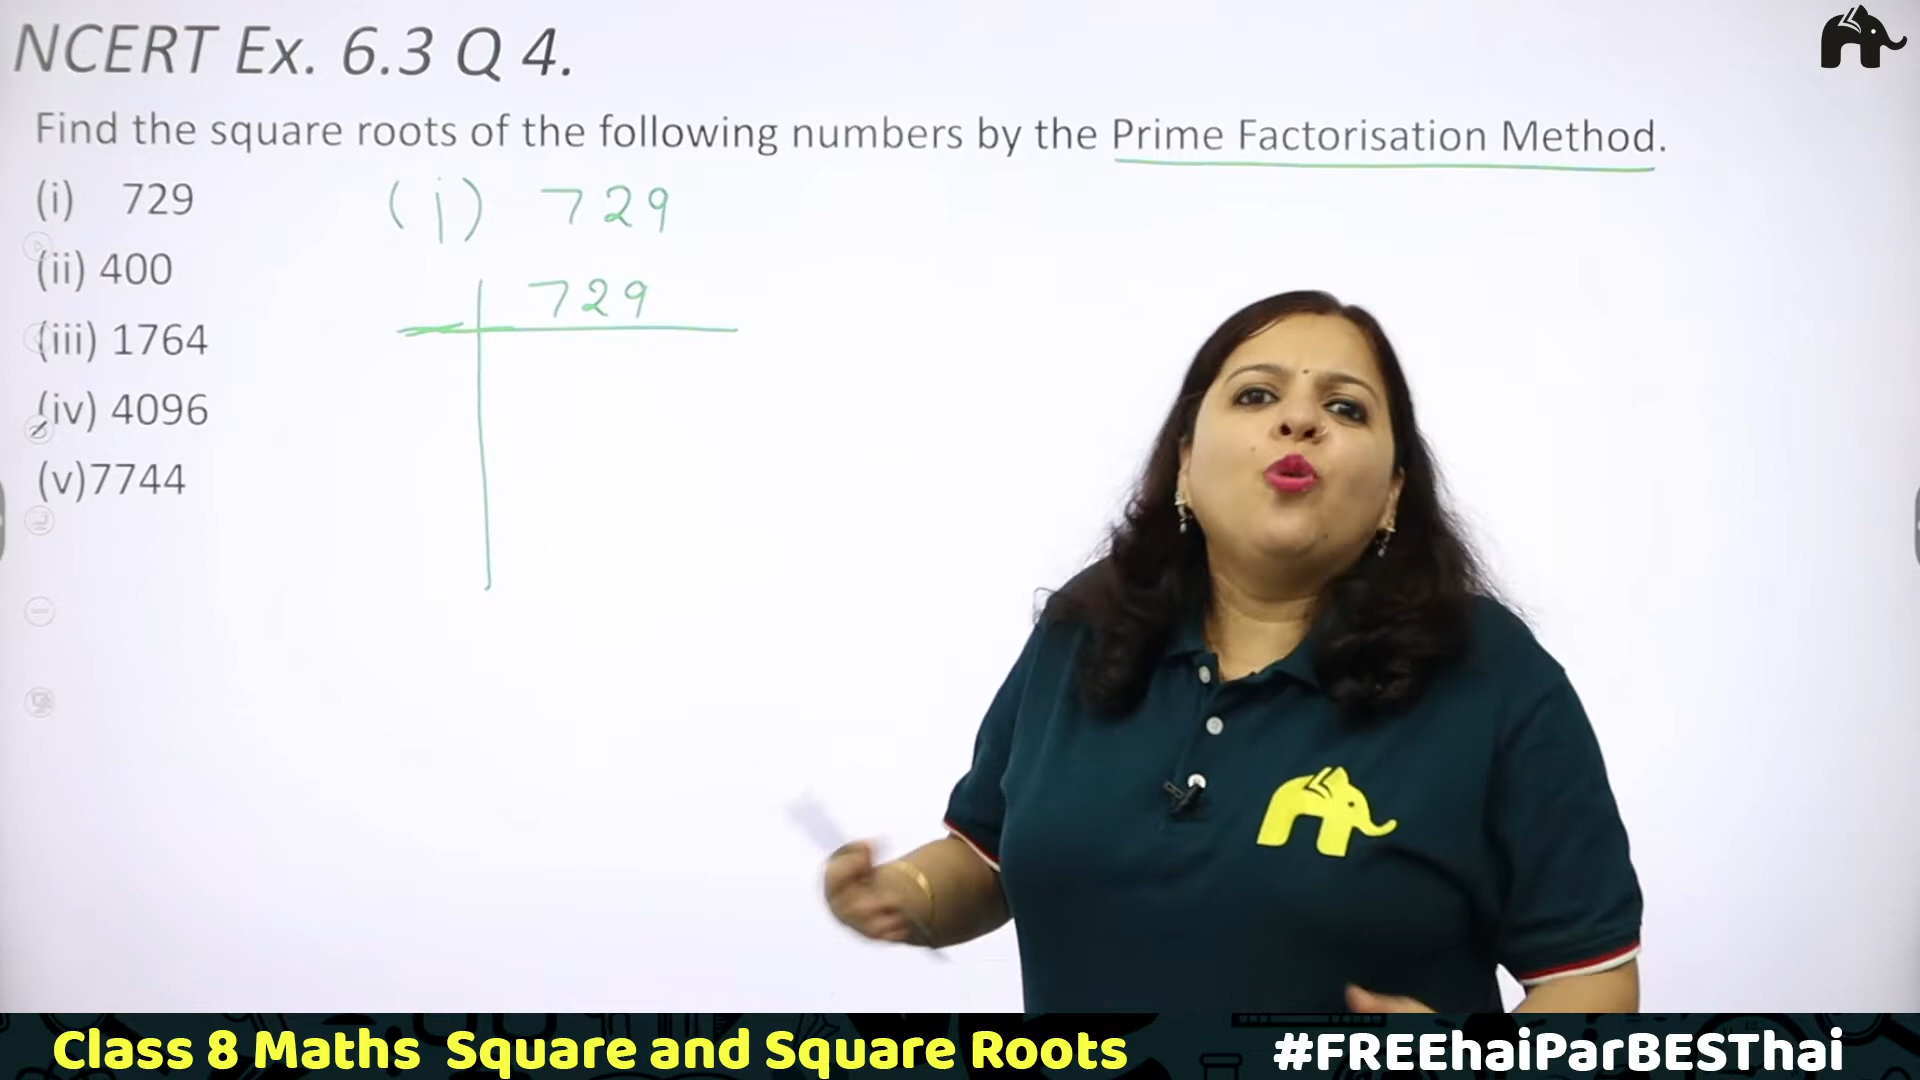 NCERT Ex. 6.3 Q 4.
Find the square roots of the following numbers by the Prime Factorisation Method.
(i) 729
(ii) 400
(iii) 1764
(iv) 4096
(v)7744
(i) 729
729
Class 8 Maths Square and Square Roots
#FREEhaiParBESThai